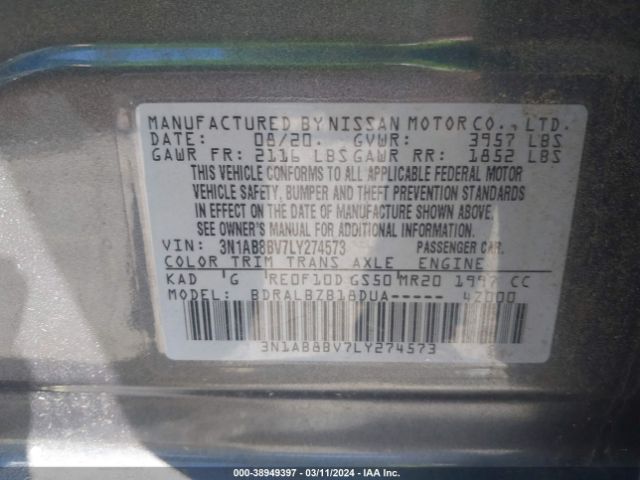 MANUFACTURED BY NISSAN MOTOR CO., LTD.
DATE: 08/20. GVWR: 3957 LBS
GAWR FR: 2116 LBS GAWR RR: 1852 LBS
THIS VEHICLE CONFORMS TO ALL APPLICABLE FEDERAL MOTOR
VEHICLE SAFETY, BUMPER AND THEFT PREVENTION STANDARDS
IN EFFECT ON THE DATE OF MANUFACTURE SHOWN ABOVE.
SEE OWNER'S MANUAL FOR ADDITIONAL INFORMATION.
VIN: 3N1AB8BV7LY274573 PASSENGER CAR.
COLOR TRIM TRANS AXLE ENGINE
KAD G RE0F10D GS50 MR20 1997 CC
MODEL: BDRALBZB18DUA----- 4Z000
3N1AB8BV7LY274573
000-38949397 - 03/11/2024 - IAA Inc.